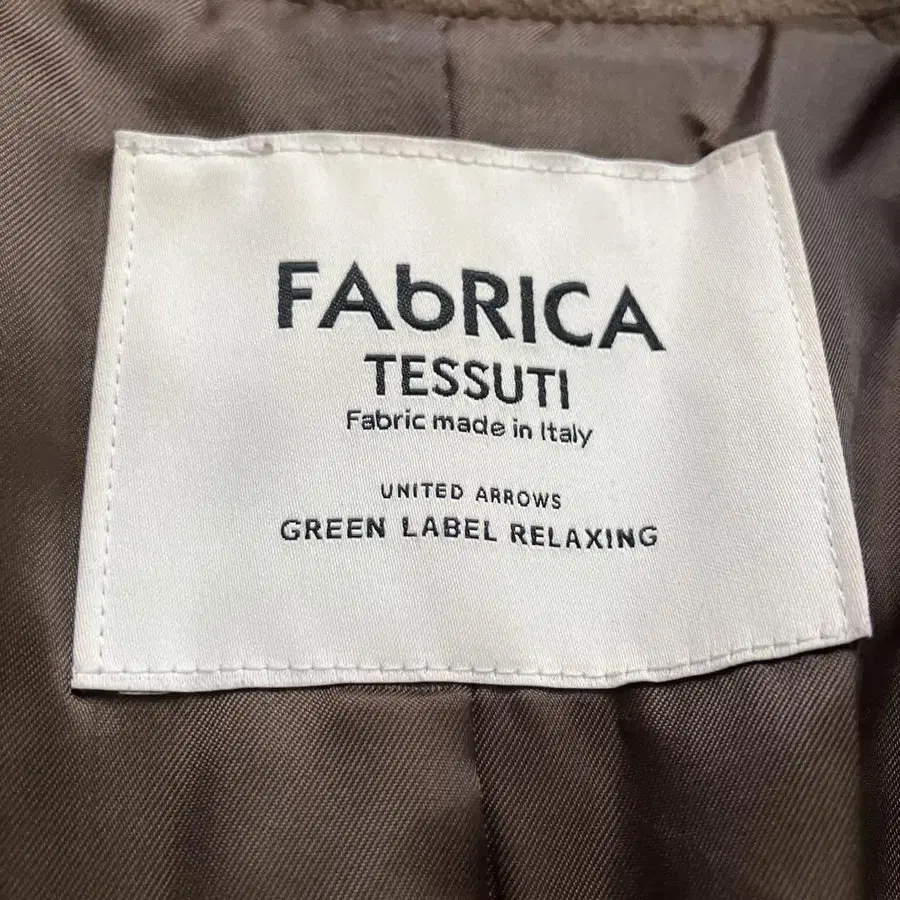 FAbRICA
TESSUTI
Fabric made in Italy
UNITED ARROWS
GREEN LABEL RELAXING